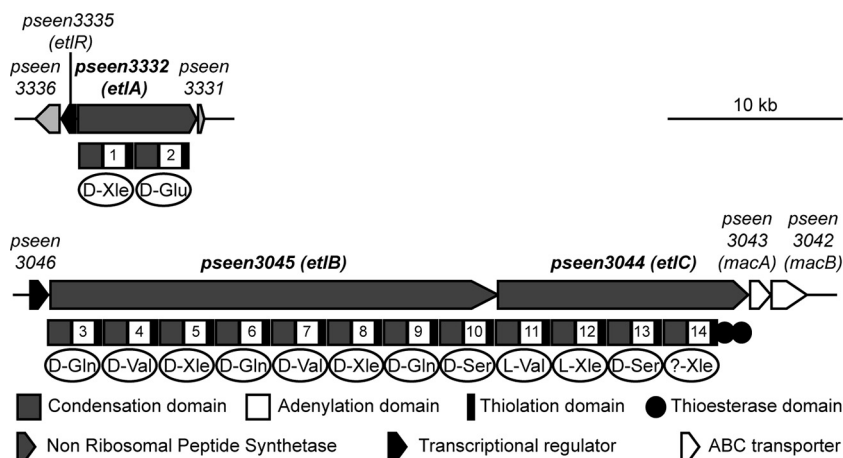 pseen3335
(etlR)
pseen
3336
pseen3332
(etlA)
pseen
3331
10 kb
1 2
D-Xle D-Glu
pseen
3046
pseen3045 (etlB)
pseen3044 (etlC)
pseen
3043
(macA)
pseen
3042
(macB)
3 4 5 6 7 8 9 10 11 12 13 14
D-Gln D-Val D-Xle D-Gln D-Val D-Xle D-Gln D-Ser L-Val L-Xle D-Ser ?-Xle
Condensation domain Adenylation domain Thiolation domain Thioesterase domain
Non Ribosomal Peptide Synthetase Transcriptional regulator ABC transporter